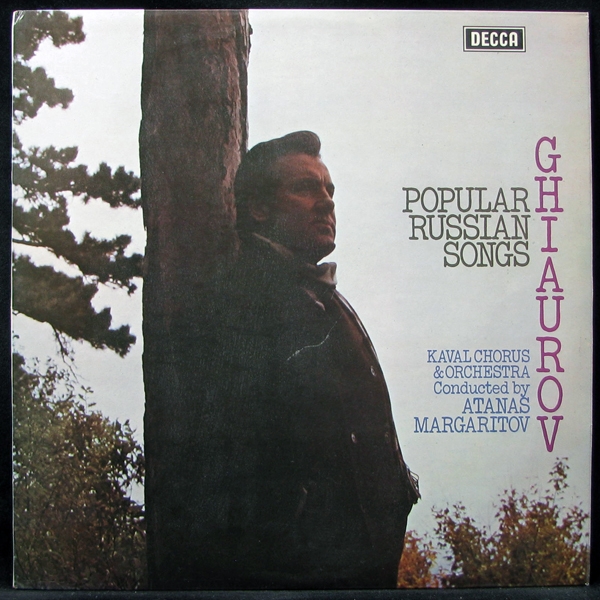 DECCA
GHIAUROV
POPULAR
RUSSIAN
SONGS
KAVAL CHORUS
& ORCHESTRA
Conducted by
ATANAS
MARGARITOV